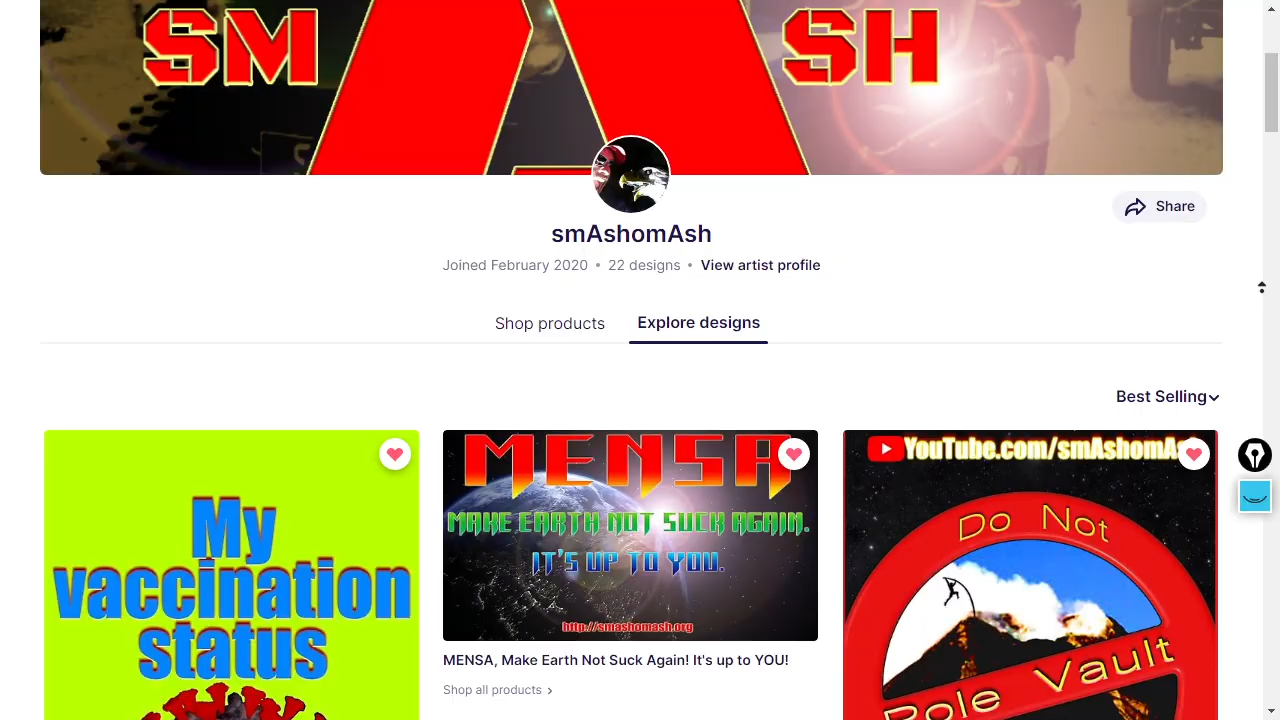 SM A SH
smAshomAsh
Share
Joined February 2020 • 22 designs • View artist profile
Shop products
Explore designs
Best Selling
My
vaccination
status
MENSA
MAKE EARTH NOT SUCK AGAIN.
IT'S UP TO YOU.
http://smashomash.org
MENSA, Make Earth Not Suck Again! It's up to YOU!
Shop all products
YouTube.com/smAshomAs
Do Not
Pole Vault